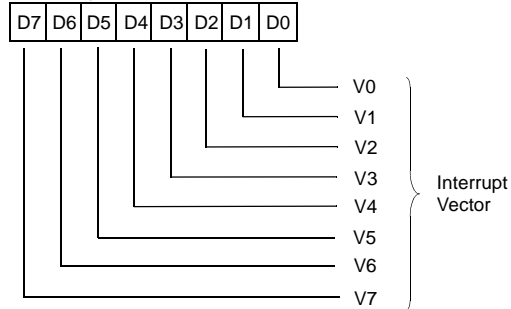 D7 D6 D5 D4 D3 D2 D1 D0
V0
V1
V2
V3
V4
V5
V6
V7
Interrupt
Vector